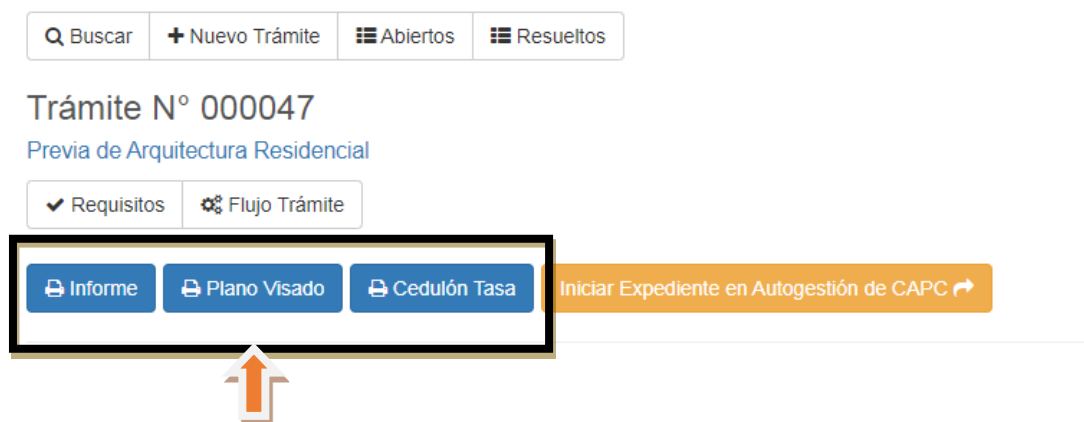 Buscar Nuevo Trámite Abiertos Resueltos
Trámite N° 000047
Previa de Arquitectura Residencial
Requisitos Flujo Trámite
Informe Plano Visado Cedulón Tasa Iniciar Expediente en Autogestión de CAPC